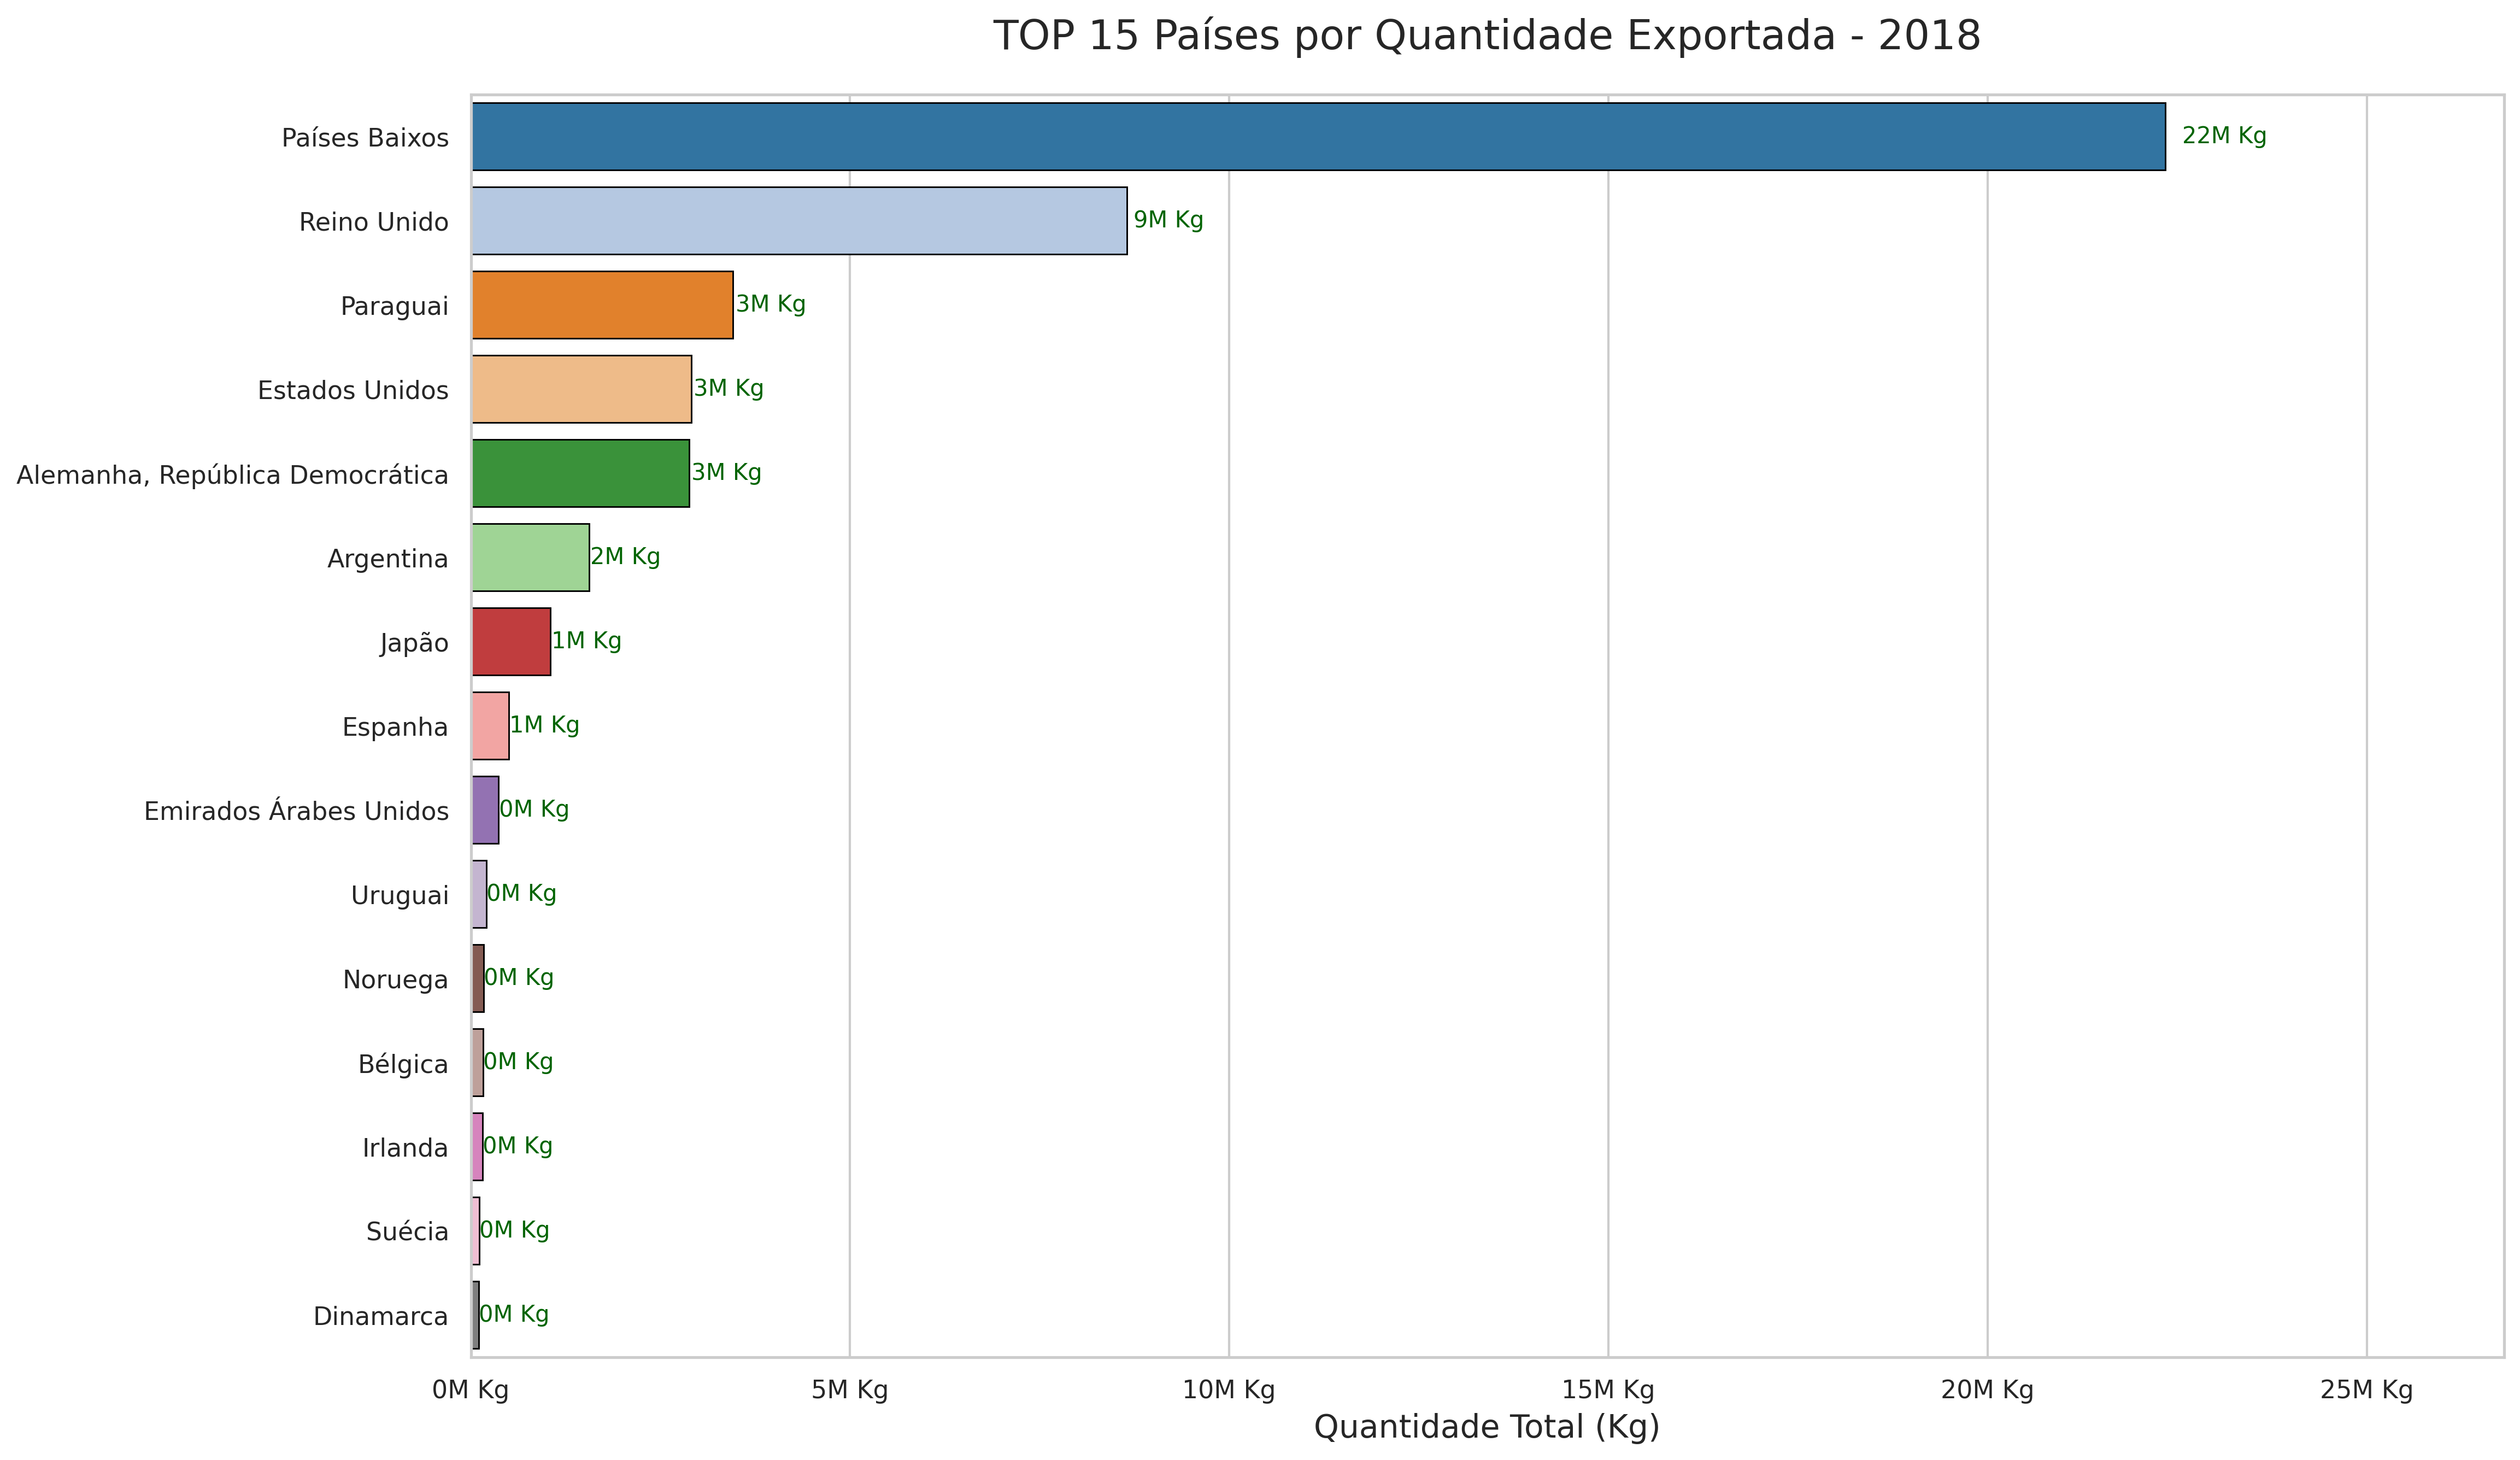 TOP 15 Países por Quantidade Exportada - 2018
Países Baixos 22M Kg
Reino Unido 9M Kg
Paraguai 3M Kg
Estados Unidos 3M Kg
Alemanha, República Democrática 3M Kg
Argentina 2M Kg
Japão 1M Kg
Espanha 1M Kg
Emirados Árabes Unidos 0M Kg
Uruguai 0M Kg
Noruega 0M Kg
Bélgica 0M Kg
Irlanda 0M Kg
Suécia 0M Kg
Dinamarca 0M Kg
0M Kg 5M Kg 10M Kg 15M Kg 20M Kg 25M Kg
Quantidade Total (Kg)